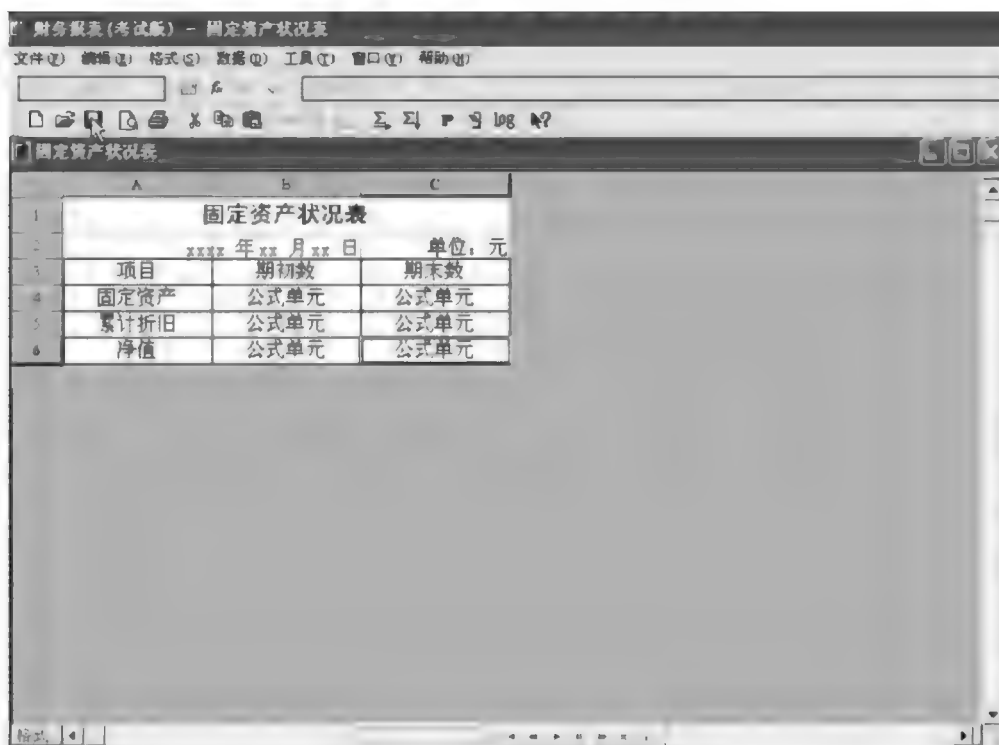 财务报表(考试版) - 固定资产状况表
文件(F) 编辑(E) 格式(S) 数据(D) 工具(T) 窗口(W) 帮助(H)
fx
Σ Σ↓ P log ?
固定资产状况表
A B C
1 固定资产状况表
2 xxxx 年 xx 月 xx 日 单位：元
3 项目 期初数 期末数
4 固定资产 公式单元 公式单元
5 累计折旧 公式单元 公式单元
6 净值 公式单元 公式单元
格式